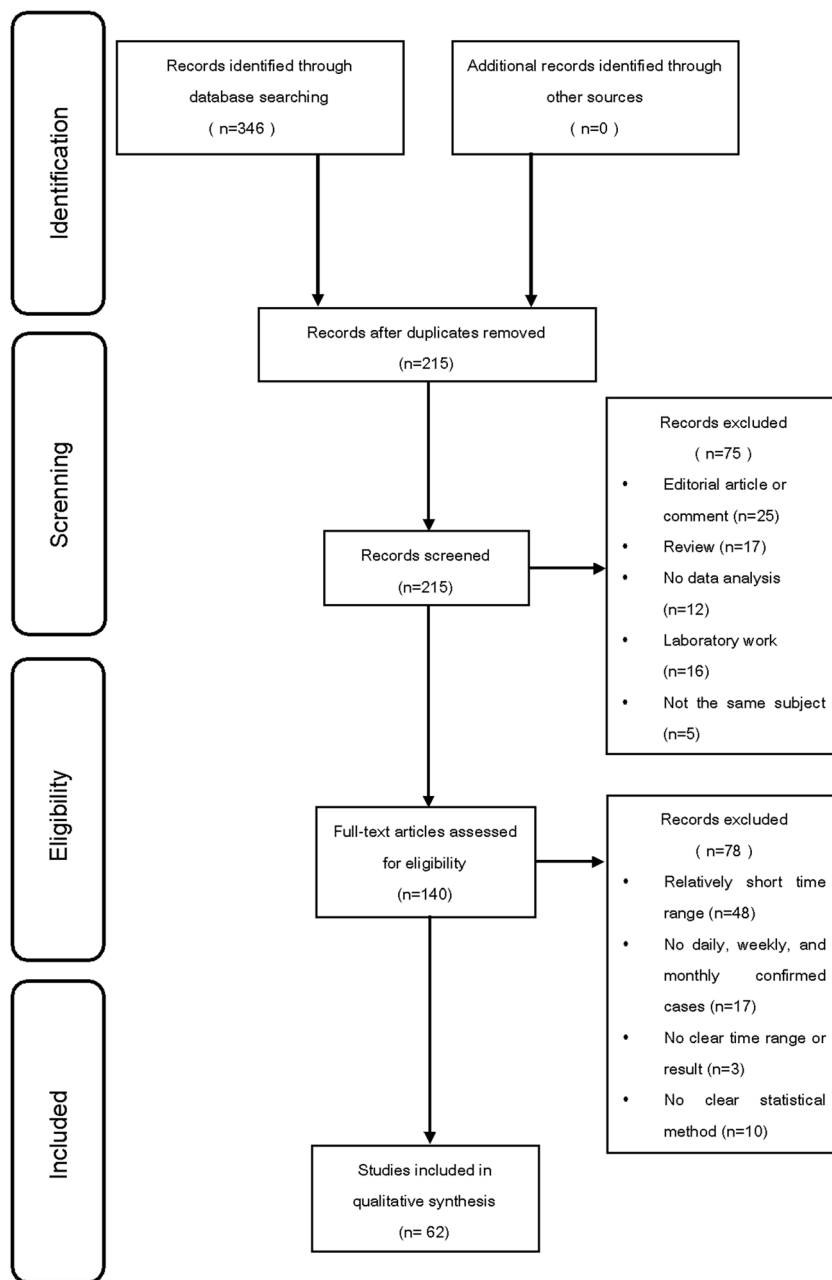 Identification
Records identified through
database searching
( n=346 )
Additional records identified through
other sources
( n=0 )
Records after duplicates removed
(n=215)
Screnning
Records screened
(n=215)
Records excluded
( n=75 )
• Editorial article or
comment (n=25)
• Review (n=17)
• No data analysis
(n=12)
• Laboratory work
(n=16)
• Not the same subject
(n=5)
Eligibility
Full-text articles assessed
for eligibility
(n=140)
Records excluded
( n=78 )
• Relatively short time
range (n=48)
• No daily, weekly, and
monthly confirmed
cases (n=17)
• No clear time range or
result (n=3)
• No clear statistical
method (n=10)
Included
Studies included in
qualitative synthesis
(n= 62)